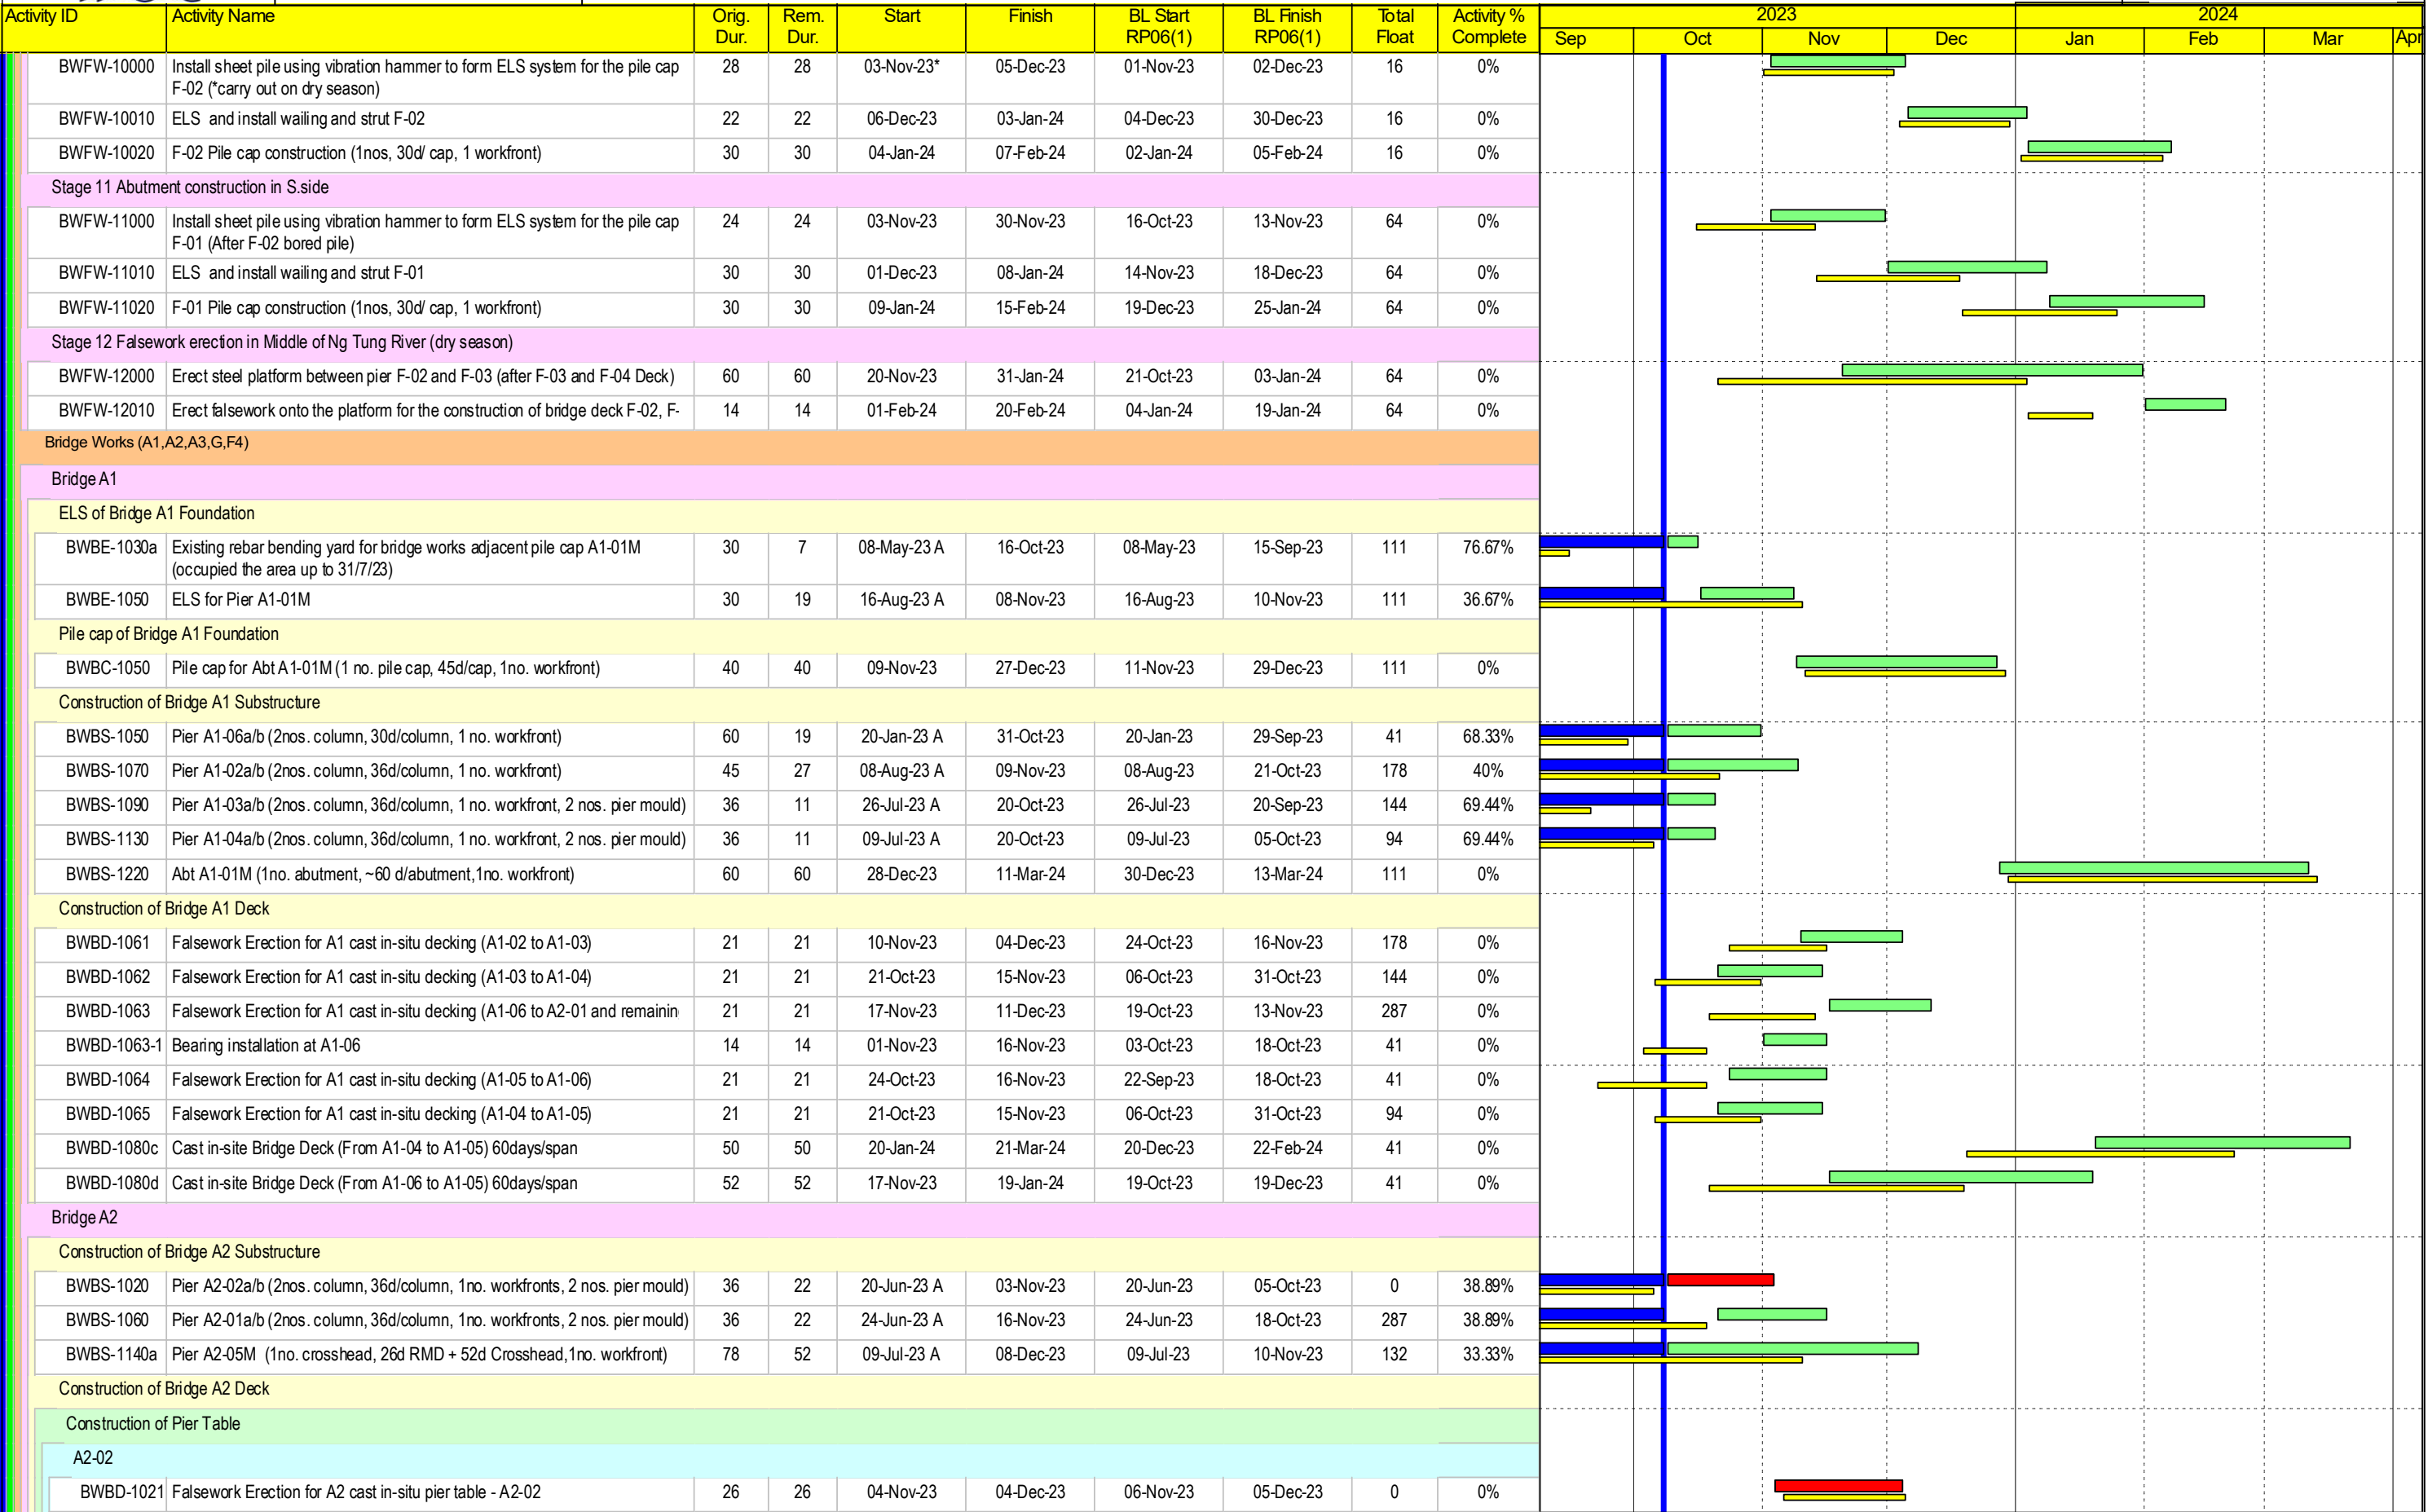 Activity ID Activity Name Orig. Dur. Rem. Dur. Start Finish BL Start RP06(1) BL Finish RP06(1) Total Float Activity % Complete 2023 2024
Sep Oct Nov Dec Jan Feb Mar Apr
BWFW-10000 Install sheet pile using vibration hammer to form ELS system for the pile cap 28 28 03-Nov-23* 05-Dec-23 01-Nov-23 02-Dec-23 16 0%
F-02 (*carry out on dry season)
BWFW-10010 ELS and install wailing and strut F-02 22 22 06-Dec-23 03-Jan-24 04-Dec-23 30-Dec-23 16 0%
BWFW-10020 F-02 Pile cap construction (1nos, 30d/ cap, 1 workfront) 30 30 04-Jan-24 07-Feb-24 02-Jan-24 05-Feb-24 16 0%
Stage 11 Abutment construction in S.side
BWFW-11000 Install sheet pile using vibration hammer to form ELS system for the pile cap 24 24 03-Nov-23 30-Nov-23 16-Oct-23 13-Nov-23 64 0%
F-01 (After F-02 bored pile)
BWFW-11010 ELS and install wailing and strut F-01 30 30 01-Dec-23 08-Jan-24 14-Nov-23 18-Dec-23 64 0%
BWFW-11020 F-01 Pile cap construction (1nos, 30d/ cap, 1 workfront) 30 30 09-Jan-24 15-Feb-24 19-Dec-23 25-Jan-24 64 0%
Stage 12 Falsework erection in Middle of Ng Tung River (dry season)
BWFW-12000 Erect steel platform between pier F-02 and F-03 (after F-03 and F-04 Deck) 60 60 20-Nov-23 31-Jan-24 21-Oct-23 03-Jan-24 64 0%
BWFW-12010 Erect falsework onto the platform for the construction of bridge deck F-02, F- 14 14 01-Feb-24 20-Feb-24 04-Jan-24 19-Jan-24 64 0%
Bridge Works (A1,A2,A3,G,F4)
Bridge A1
ELS of Bridge A1 Foundation
BWBE-1030a Existing rebar bending yard for bridge works adjacent pile cap A1-01M 30 7 08-May-23 A 16-Oct-23 08-May-23 15-Sep-23 111 76.67%
(occupied the area up to 31/7/23)
BWBE-1050 ELS for Pier A1-01M 30 19 16-Aug-23 A 08-Nov-23 16-Aug-23 10-Nov-23 111 36.67%
Pile cap of Bridge A1 Foundation
BWBC-1050 Pile cap for Abt A1-01M (1 no. pile cap, 45d/cap, 1no. workfront) 40 40 09-Nov-23 27-Dec-23 11-Nov-23 29-Dec-23 111 0%
Construction of Bridge A1 Substructure
BWBS-1050 Pier A1-06a/b (2nos. column, 30d/column, 1 no. workfront) 60 19 20-Jan-23 A 31-Oct-23 20-Jan-23 29-Sep-23 41 68.33%
BWBS-1070 Pier A1-02a/b (2nos. column, 36d/column, 1 no. workfront) 45 27 08-Aug-23 A 09-Nov-23 08-Aug-23 21-Oct-23 178 40%
BWBS-1090 Pier A1-03a/b (2nos. column, 36d/column, 1 no. workfront, 2 nos. pier mould) 36 11 26-Jul-23 A 20-Oct-23 26-Jul-23 20-Sep-23 144 69.44%
BWBS-1130 Pier A1-04a/b (2nos. column, 36d/column, 1 no. workfront, 2 nos. pier mould) 36 11 09-Jul-23 A 20-Oct-23 09-Jul-23 05-Oct-23 94 69.44%
BWBS-1220 Abt A1-01M (1no. abutment, ~60 d/abutment,1no. workfront) 60 60 28-Dec-23 11-Mar-24 30-Dec-23 13-Mar-24 111 0%
Construction of Bridge A1 Deck
BWBD-1061 Falsework Erection for A1 cast in-situ decking (A1-02 to A1-03) 21 21 10-Nov-23 04-Dec-23 24-Oct-23 16-Nov-23 178 0%
BWBD-1062 Falsework Erection for A1 cast in-situ decking (A1-03 to A1-04) 21 21 21-Oct-23 15-Nov-23 06-Oct-23 31-Oct-23 144 0%
BWBD-1063 Falsework Erection for A1 cast in-situ decking (A1-06 to A2-01 and remainin 21 21 17-Nov-23 11-Dec-23 19-Oct-23 13-Nov-23 287 0%
BWBD-1063-1 Bearing installation at A1-06 14 14 01-Nov-23 16-Nov-23 03-Oct-23 18-Oct-23 41 0%
BWBD-1064 Falsework Erection for A1 cast in-situ decking (A1-05 to A1-06) 21 21 24-Oct-23 16-Nov-23 22-Sep-23 18-Oct-23 41 0%
BWBD-1065 Falsework Erection for A1 cast in-situ decking (A1-04 to A1-05) 21 21 21-Oct-23 15-Nov-23 06-Oct-23 31-Oct-23 94 0%
BWBD-1080c Cast in-site Bridge Deck (From A1-04 to A1-05) 60days/span 50 50 20-Jan-24 21-Mar-24 20-Dec-23 22-Feb-24 41 0%
BWBD-1080d Cast in-site Bridge Deck (From A1-06 to A1-05) 60days/span 52 52 17-Nov-23 19-Jan-24 19-Oct-23 19-Dec-23 41 0%
Bridge A2
Construction of Bridge A2 Substructure
BWBS-1020 Pier A2-02a/b (2nos. column, 36d/column, 1no. workfronts, 2 nos. pier mould) 36 22 20-Jun-23 A 03-Nov-23 20-Jun-23 05-Oct-23 0 38.89%
BWBS-1060 Pier A2-01a/b (2nos. column, 36d/column, 1no. workfronts, 2 nos. pier mould) 36 22 24-Jun-23 A 16-Nov-23 24-Jun-23 18-Oct-23 287 38.89%
BWBS-1140a Pier A2-05M (1no. crosshead, 26d RMD + 52d Crosshead,1no. workfront) 78 52 09-Jul-23 A 08-Dec-23 09-Jul-23 10-Nov-23 132 33.33%
Construction of Bridge A2 Deck
Construction of Pier Table
A2-02
BWBD-1021 Falsework Erection for A2 cast in-situ pier table - A2-02 26 26 04-Nov-23 04-Dec-23 06-Nov-23 05-Dec-23 0 0%